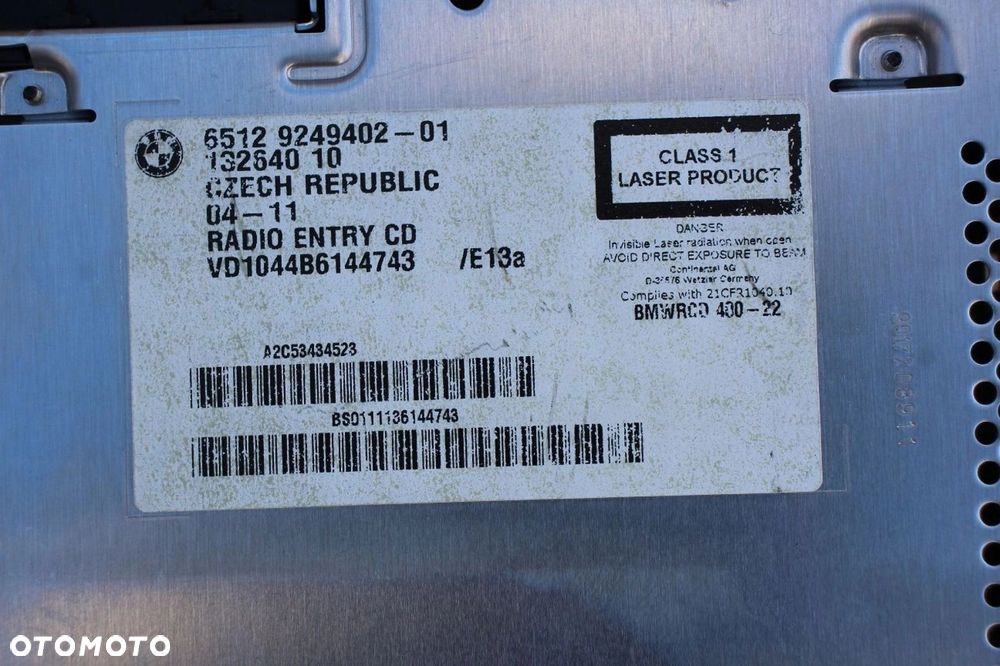 6512 9249402-01
132640 10
CZECH REPUBLIC
04-11
RADIO ENTRY CD
VD1044B6144743 /E13a
CLASS 1
LASER PRODUCT
DANGER
Invisible Laser radiation when open
AVOID DIRECT EXPOSURE TO BEAM
Continental AG
Wetzlar Germany
Complies with 21CFR1040.10
BMWRCD 400-22
A2C53434523
BS0111136144743
OTOMOTO